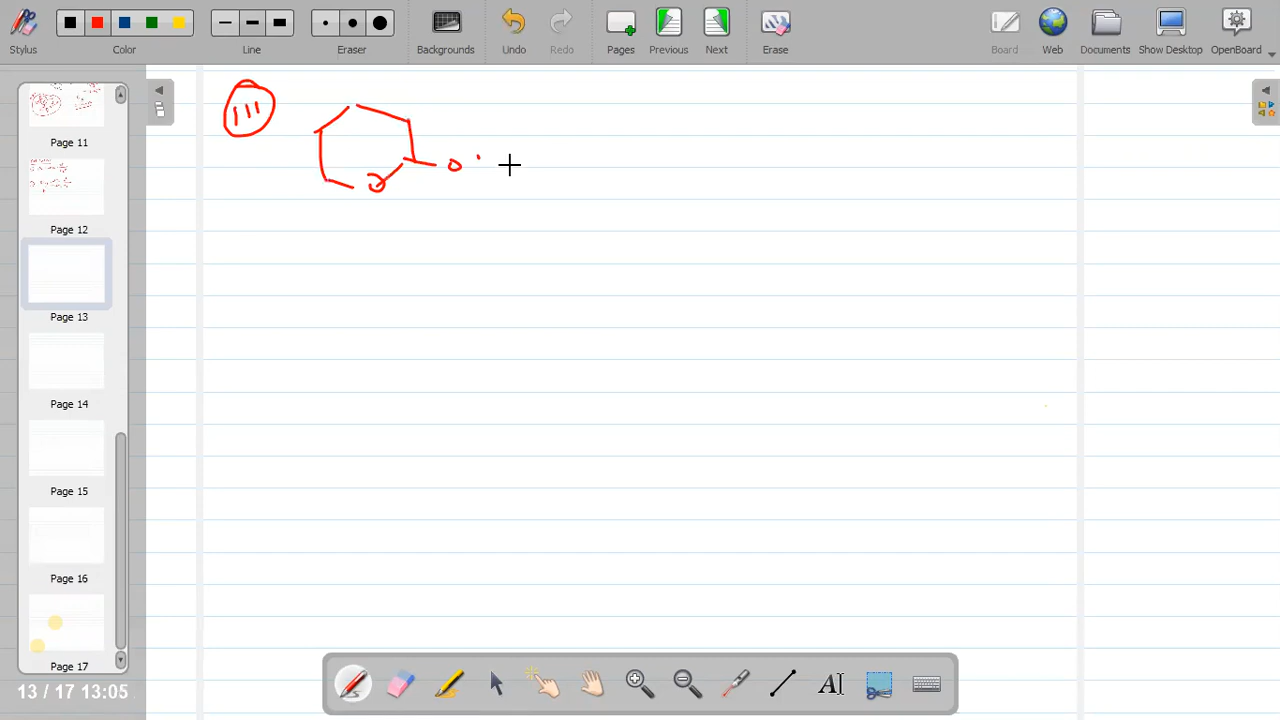 Stylus
Color
Line
Eraser
Backgrounds
Undo
Redo
Pages
Previous
Next
Erase
Board
Web
Documents
Show Desktop
OpenBoard
III
O
Page 11
Page 12
Page 13
Page 14
Page 15
Page 16
Page 17
13 / 17 13:05
AI